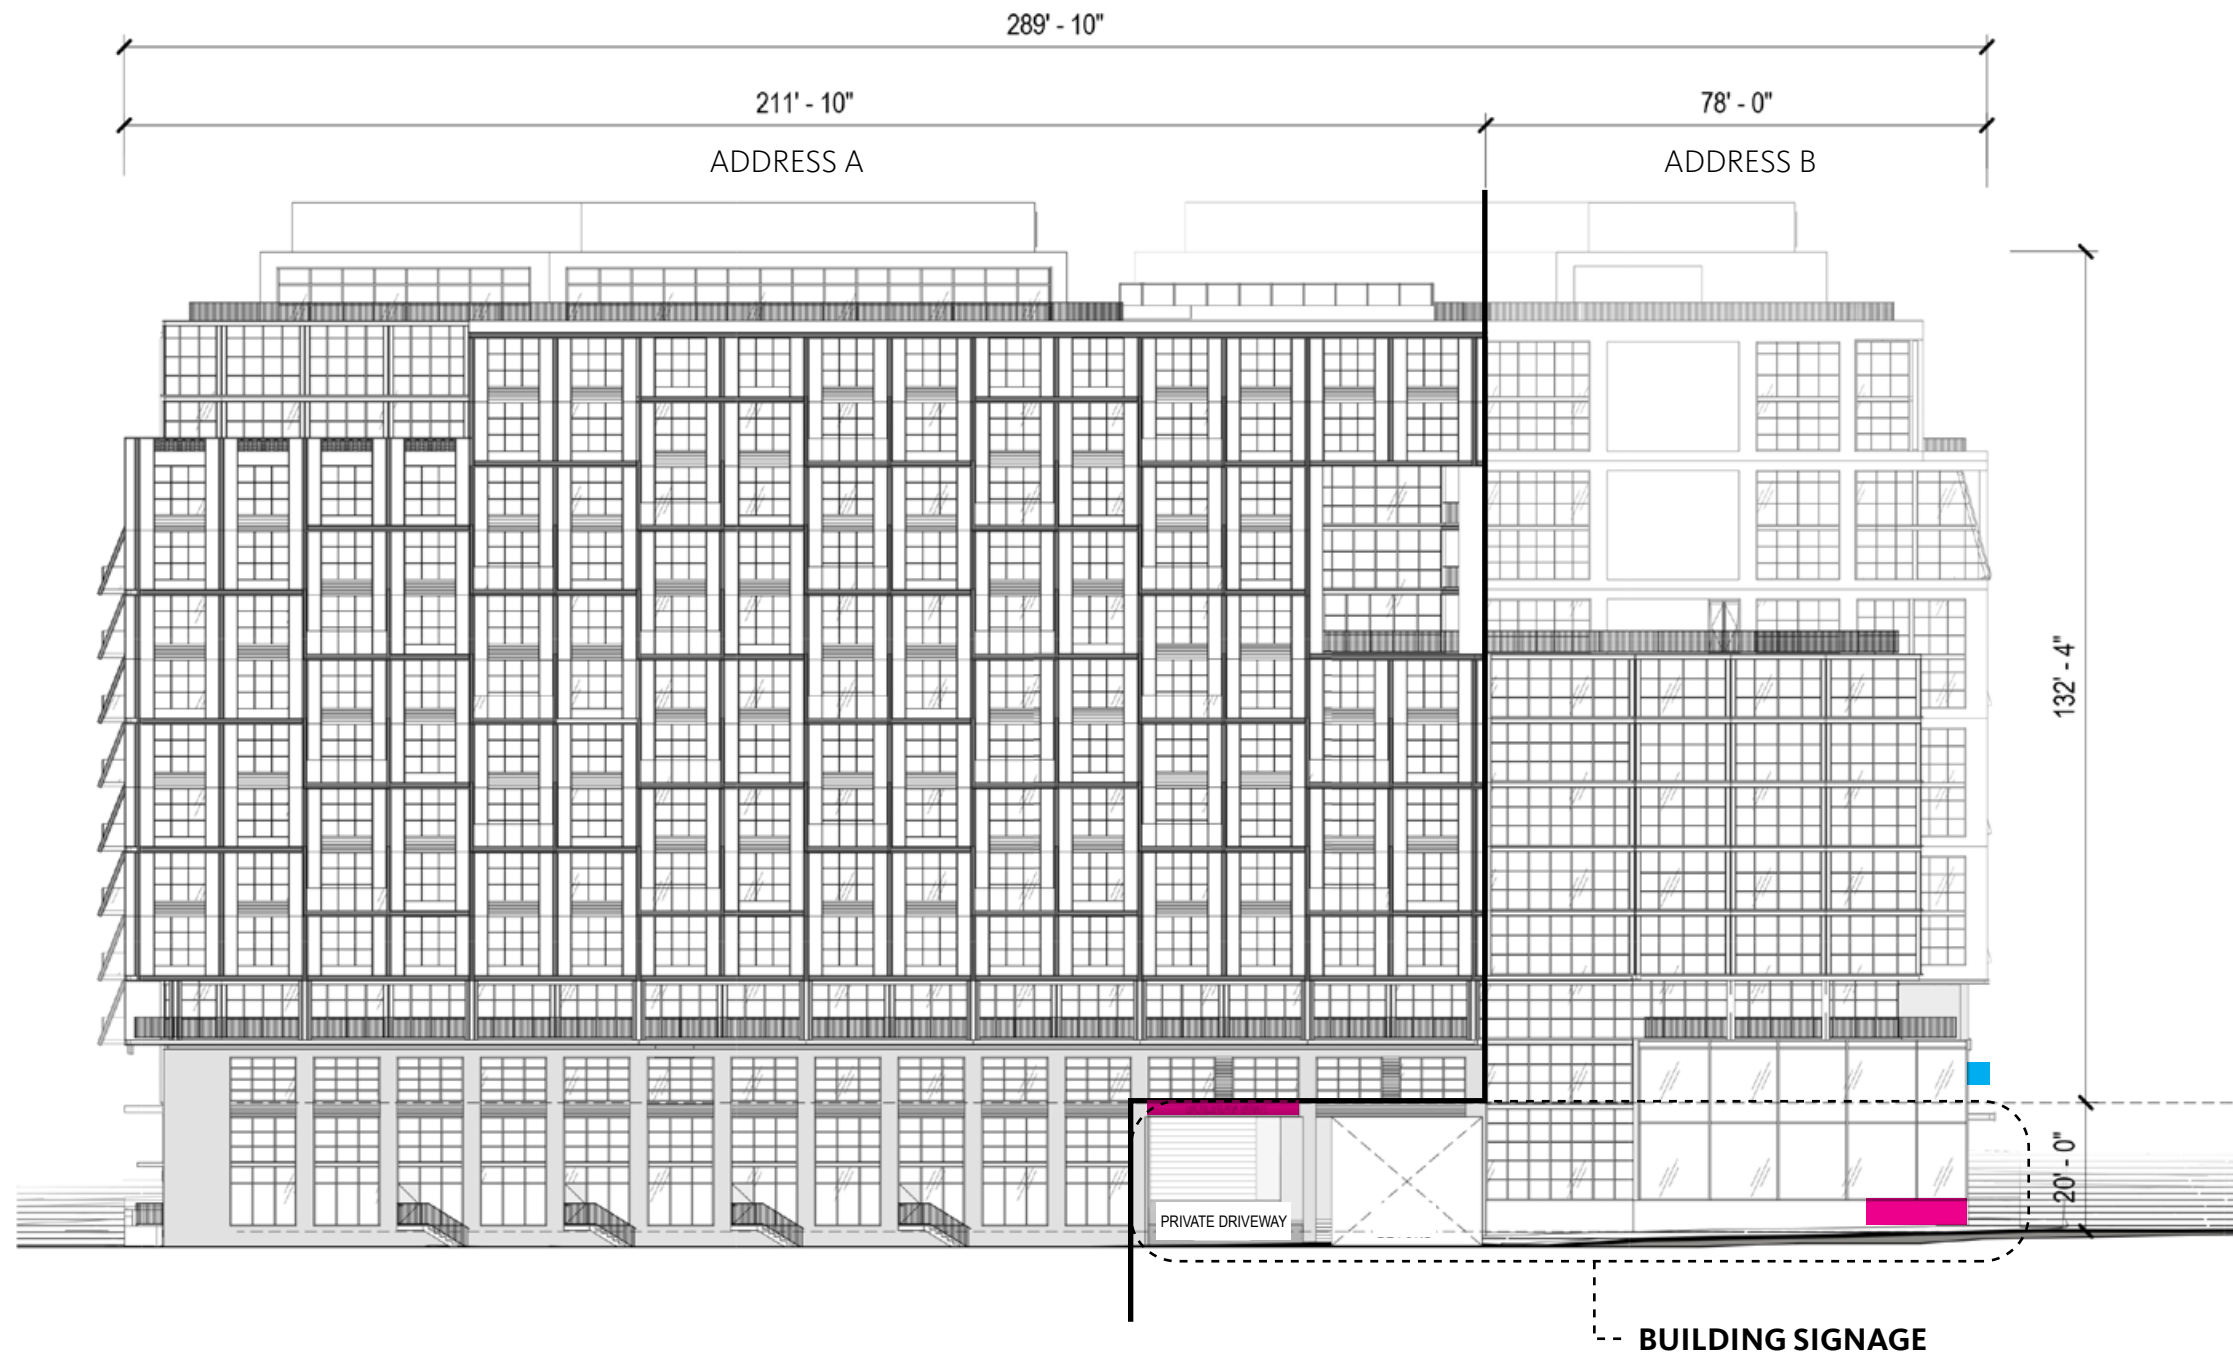 289' - 10"
211' - 10"
78' - 0"
ADDRESS A
ADDRESS B
132' - 4"
20' - 0"
PRIVATE DRIVEWAY
BUILDING SIGNAGE